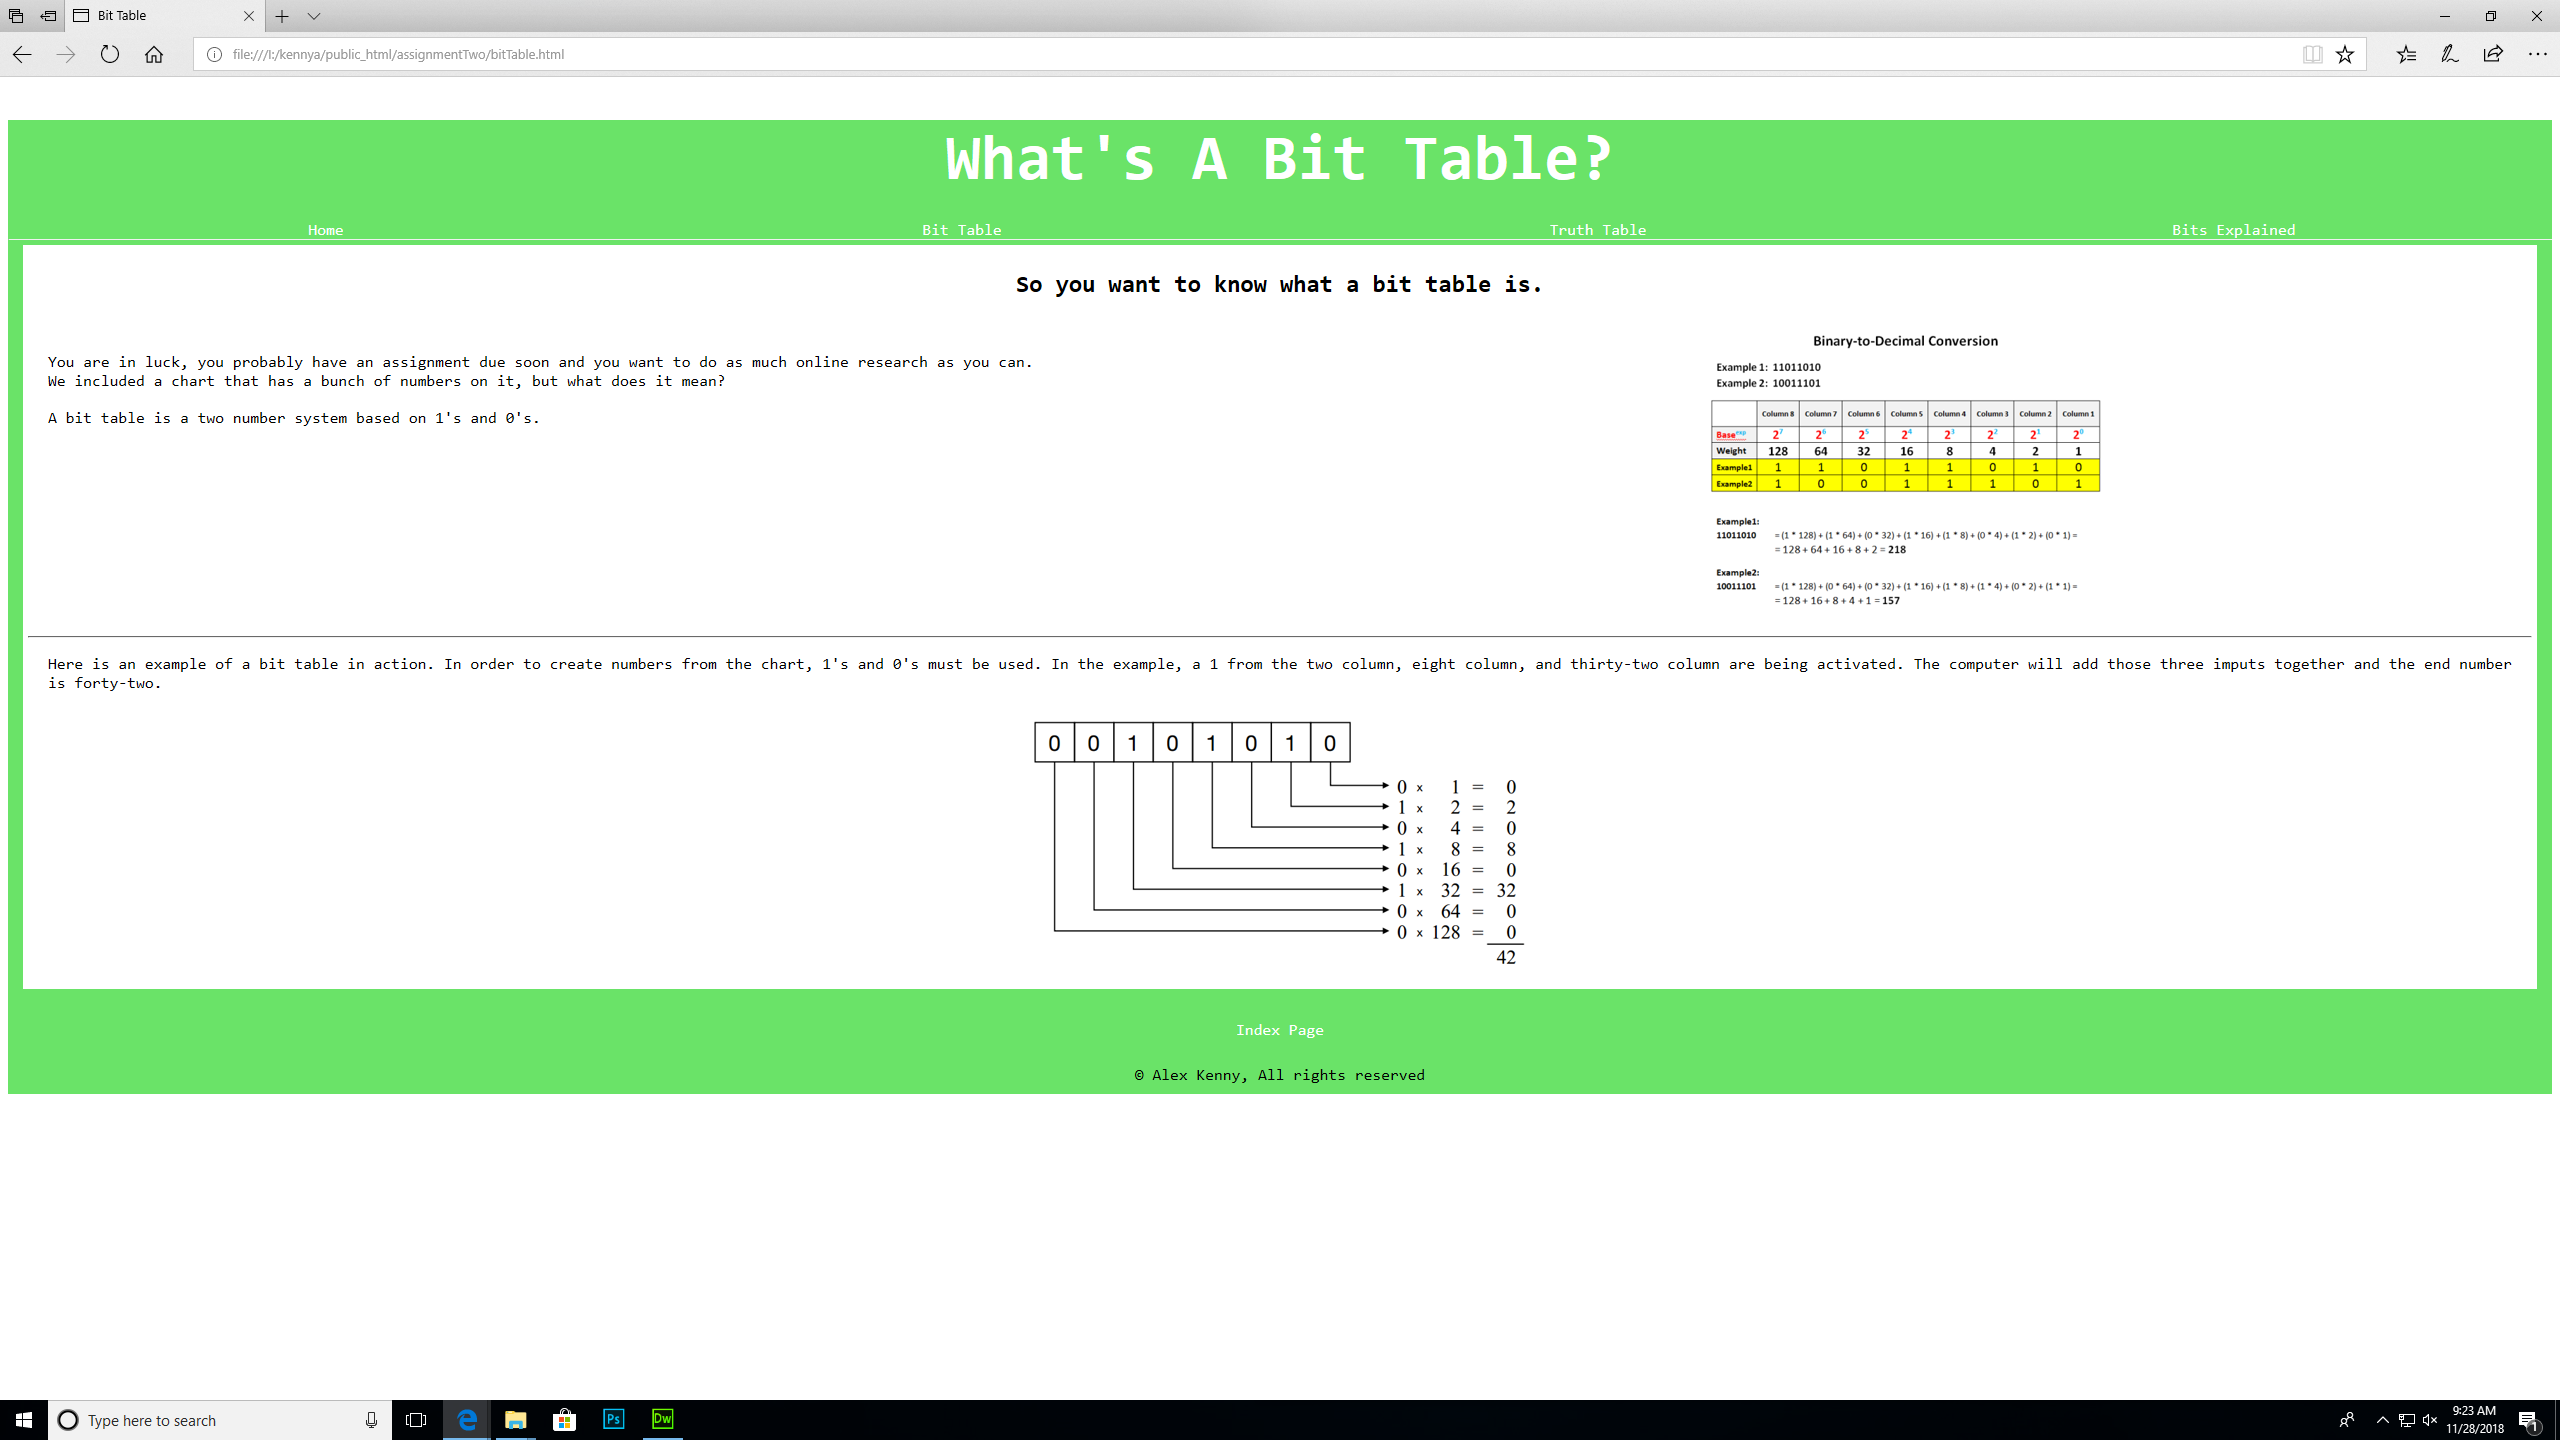 Bit Table
file:///I:/kennya/public_html/assignmentTwo/bitTable.html
What's A Bit Table?
Home Bit Table Truth Table Bits Explained
So you want to know what a bit table is.
You are in luck, you probably have an assignment due soon and you want to do as much online research as you can.
We included a chart that has a bunch of numbers on it, but what does it mean?
A bit table is a two number system based on 1's and 0's.
Binary-to-Decimal Conversion
Example 1: 11011010
Example 2: 10011101
Column 8 Column 7 Column 6 Column 5 Column 4 Column 3 Column 2 Column 1
Base^exp 2^7 2^6 2^5 2^4 2^3 2^2 2^1 2^0
Weight 128 64 32 16 8 4 2 1
Example1 1 1 0 1 1 0 1 0
Example2 1 0 0 1 1 1 0 1
Example1:
11011010 = (1 * 128) + (1 * 64) + (0 * 32) + (1 * 16) + (1 * 8) + (0 * 4) + (1 * 2) + (0 * 1) =
= 128 + 64 + 16 + 8 + 2 = 218
Example2:
10011101 = (1 * 128) + (0 * 64) + (0 * 32) + (1 * 16) + (1 * 8) + (1 * 4) + (0 * 2) + (1 * 1) =
= 128 + 16 + 8 + 4 + 1 = 157
Here is an example of a bit table in action. In order to create numbers from the chart, 1's and 0's must be used. In the example, a 1 from the two column, eight column, and thirty-two column are being activated. The computer will add those three imputs together and the end number
is forty-two.
0 0 1 0 1 0 1 0
0 x 1 = 0
1 x 2 = 2
0 x 4 = 0
1 x 8 = 8
0 x 16 = 0
1 x 32 = 32
0 x 64 = 0
0 x 128 = 0
42
Index Page
© Alex Kenny, All rights reserved
Type here to search
Ps
Dw
9:23 AM
11/28/2018
1